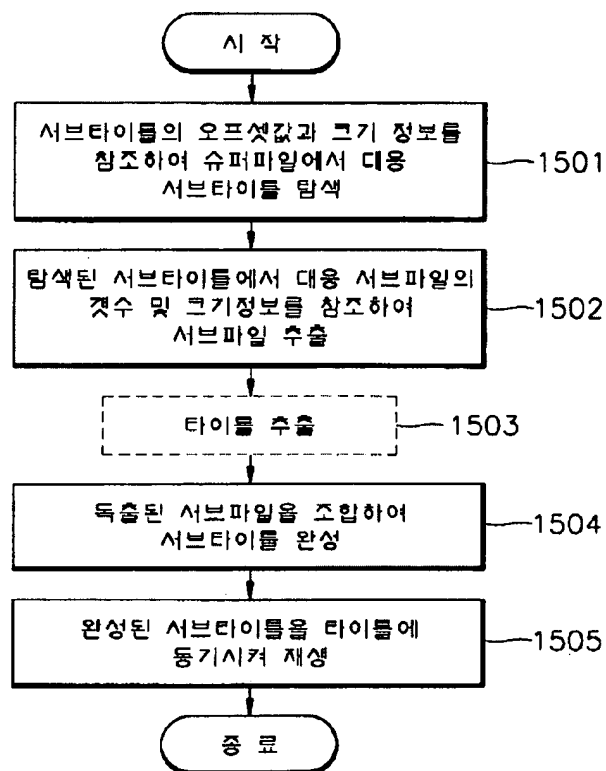 시 작
서브타이틀의 오프셋값과 크기 정보를
참조하여 슈퍼파일에서 대응
서브타이틀 탐색
1501
탐색된 서브타이틀에서 대응 서브파일의
갯수 및 크기정보를 참조하여
서브파일 추출
1502
타이틀 추출
1503
독출된 서브파일을 조합하여
서브타이틀 완성
1504
완성된 서브타이틀을 타이틀에
동기시켜 재생
1505
종 료